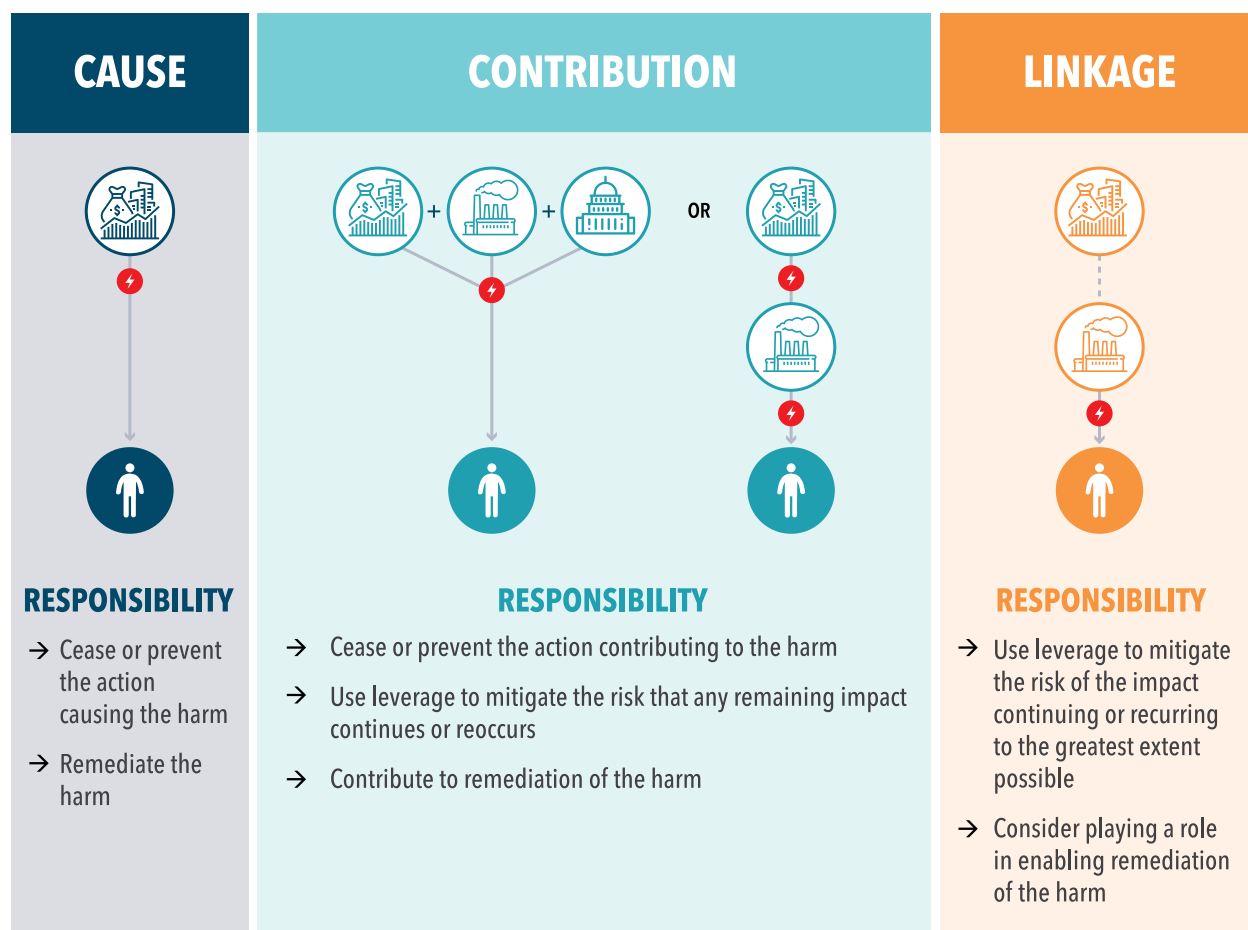 CAUSE
CONTRIBUTION
LINKAGE
$
+
$
+
OR
$
$
RESPONSIBILITY
→ Cease or prevent
the action
causing the harm
→ Remediate the
harm
RESPONSIBILITY
→ Cease or prevent the action contributing to the harm
→ Use leverage to mitigate the risk that any remaining impact
continues or reoccurs
→ Contribute to remediation of the harm
RESPONSIBILITY
→ Use leverage to mitigate
the risk of the impact
continuing or recurring
to the greatest extent
possible
→ Consider playing a role
in enabling remediation
of the harm